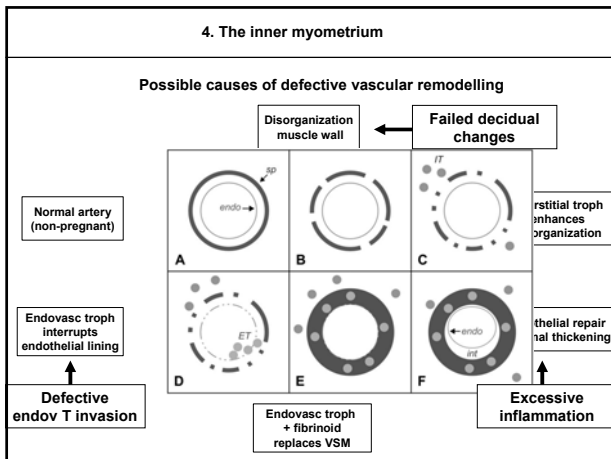 4. The inner myometrium
Possible causes of defective vascular remodelling
Disorganization
muscle wall
Failed decidual
changes
Normal artery
(non-pregnant)
sp
endo
A
B
IT
C
rstitial troph
enhances
organization
Endovasc troph
interrupts
endothelial lining
ET
D
E
endo
int
F
othelial repair
nal thickening
Defective
endov T invasion
Endovasc troph
+ fibrinoid
replaces VSM
Excessive
inflammation